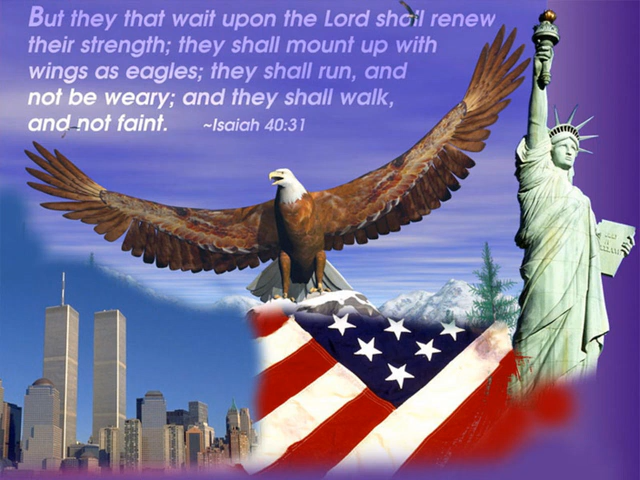 But they that wait upon the Lord shall renew
their strength; they shall mount up with
wings as eagles; they shall run, and
not be weary; and they shall walk,
and not faint. ~Isaiah 40:31